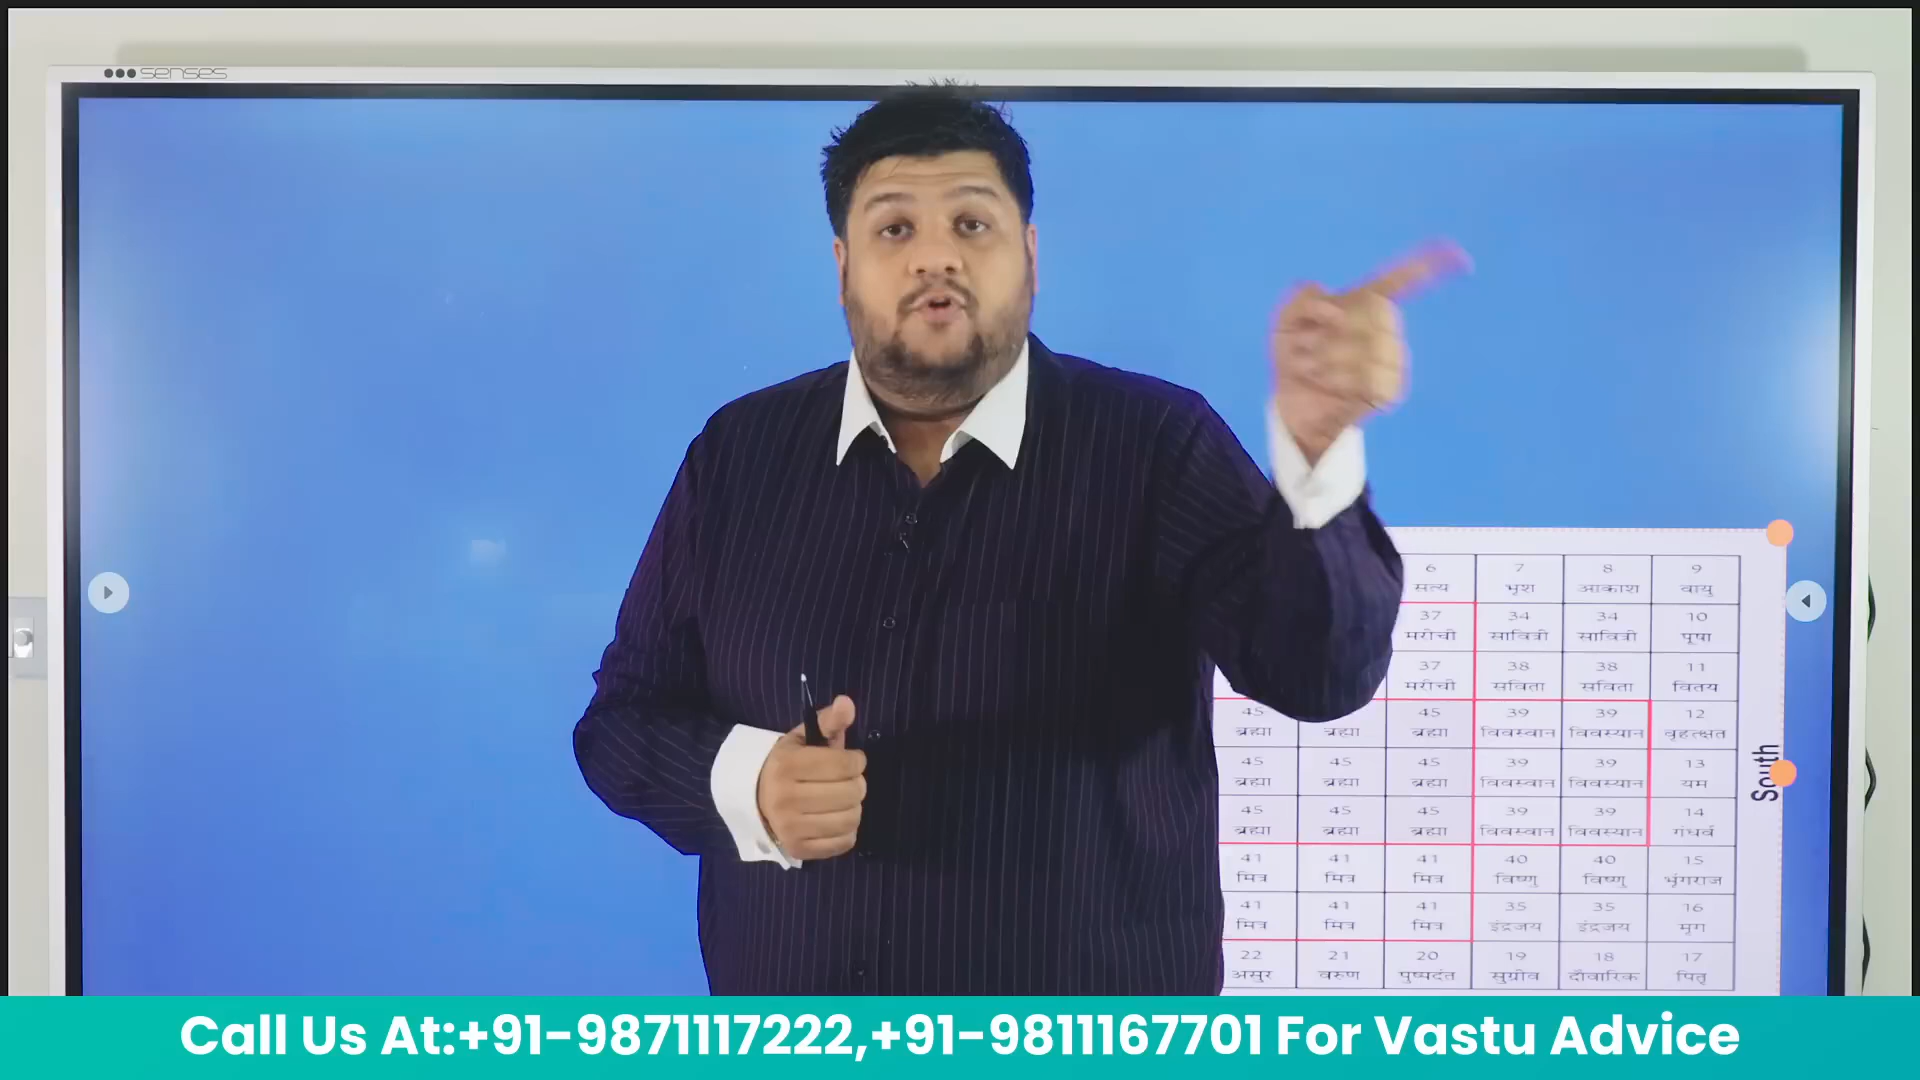 senses
6 7 8 9
सत्य भृश आकाश वायु
37 34 34 10
मरीची सावित्री सावित्री पूषा
37 38 38 11
मरीची सविता सविता वितथ
45 45 39 39 12
ब्रह्मा ब्रह्मा ब्रह्मा विवस्वान विवस्वान वृहत्क्षत
45 45 45 39 39 13
ब्रह्मा ब्रह्मा ब्रह्मा विवस्वान विवस्वान यम
45 45 45 39 39 14
ब्रह्मा ब्रह्मा ब्रह्मा विवस्वान विवस्वान गंधर्व
41 41 41 40 40 15
मित्र मित्र मित्र विष्णु विष्णु भृंगराज
41 41 41 35 35 16
मित्र मित्र मित्र इंद्रजय इंद्रजय मृग
22 21 20 19 18 17
असुर वरुण पुष्पदंत सुग्रीव दौवारिक पितृ
South
Call Us At:+91-9871117222,+91-9811167701 For Vastu Advice